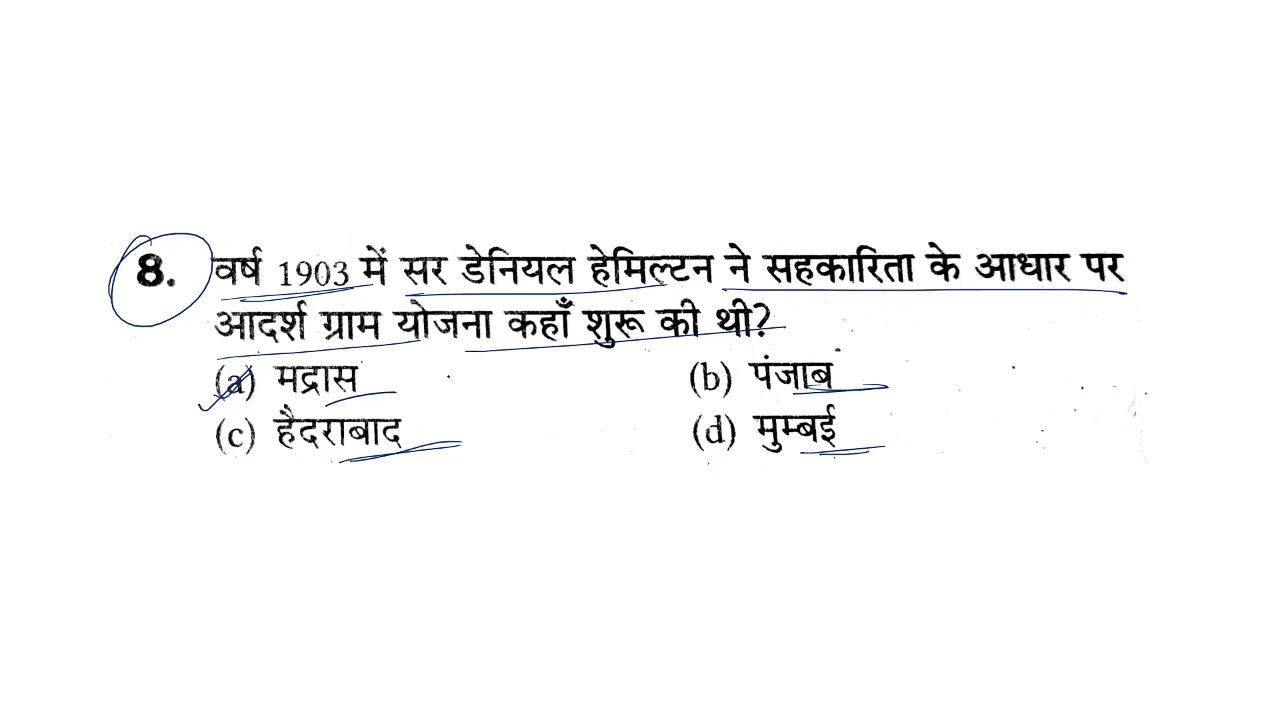 8. वर्ष 1903 में सर डेनियल हेमिल्टन ने सहकारिता के आधार पर
आदर्श ग्राम योजना कहाँ शुरू की थी?
(a) मद्रास (b) पंजाब
(c) हैदराबाद (d) मुम्बई